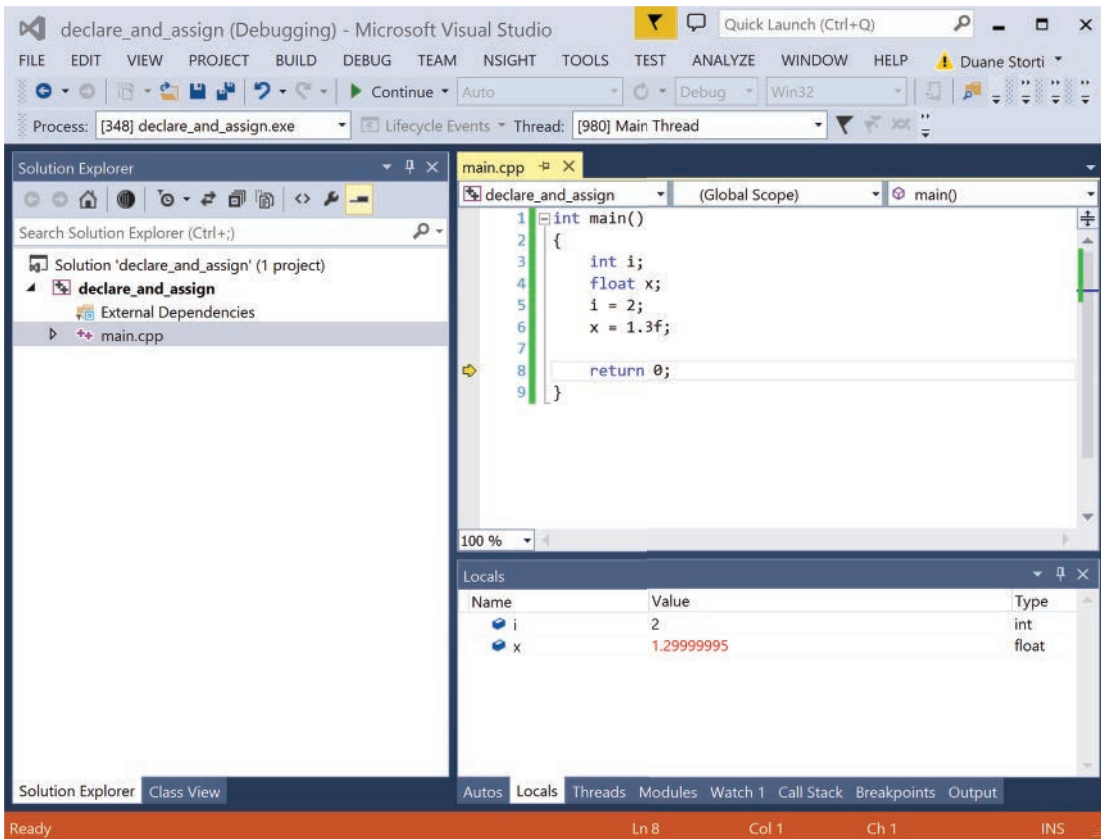 declare_and_assign (Debugging) - Microsoft Visual Studio
Quick Launch (Ctrl+Q)
FILE EDIT VIEW PROJECT BUILD DEBUG TEAM NSIGHT TOOLS TEST ANALYZE WINDOW HELP Duane Storti
Continue Auto Debug Win32
Process: [348] declare_and_assign.exe Lifecycle Events Thread: [980] Main Thread
Solution Explorer
Search Solution Explorer (Ctrl+;)
Solution 'declare_and_assign' (1 project)
declare_and_assign
External Dependencies
main.cpp
main.cpp
declare_and_assign (Global Scope) main()
1 int main()
2 {
3 int i;
4 float x;
5 i = 2;
6 x = 1.3f;
7
8 return 0;
9 }
100 %
Locals
Name Value Type
i 2 int
x 1.29999995 float
Solution Explorer Class View
Autos Locals Threads Modules Watch 1 Call Stack Breakpoints Output
Ready Ln 8 Col 1 Ch 1 INS